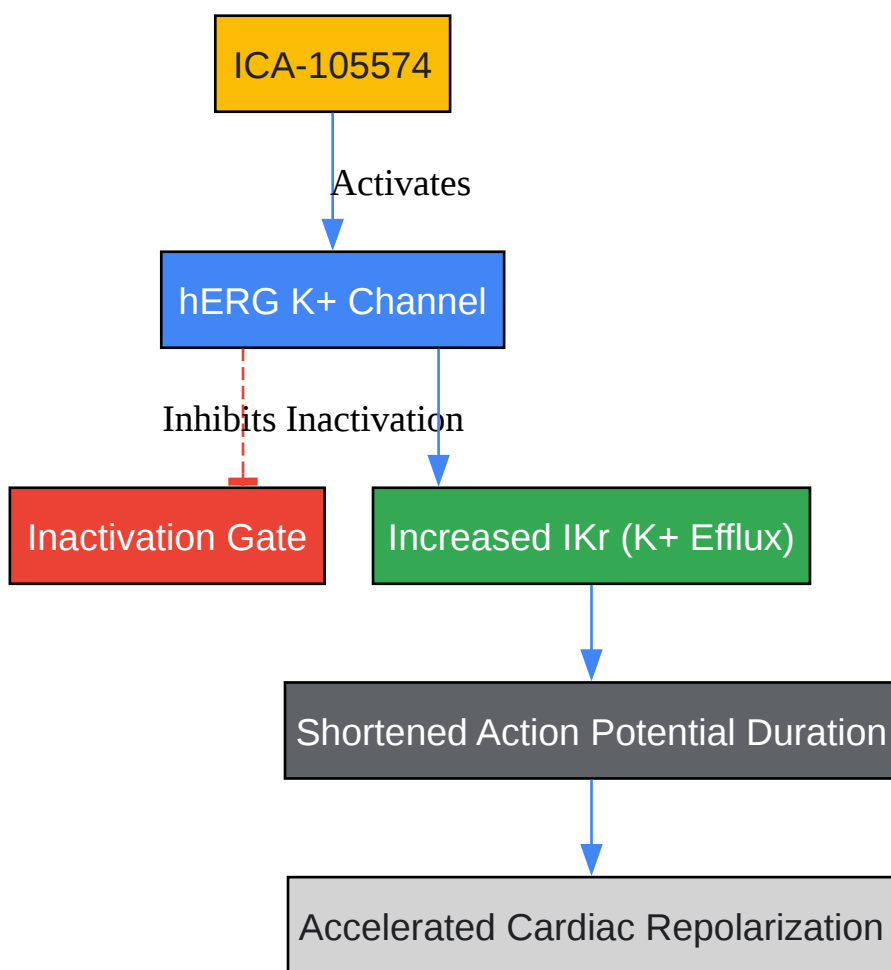 ICA-105574
Activates
hERG K+ Channel
Inhibits Inactivation
Inactivation Gate
Increased IKr (K+ Efflux)
Shortened Action Potential Duration
Accelerated Cardiac Repolarization